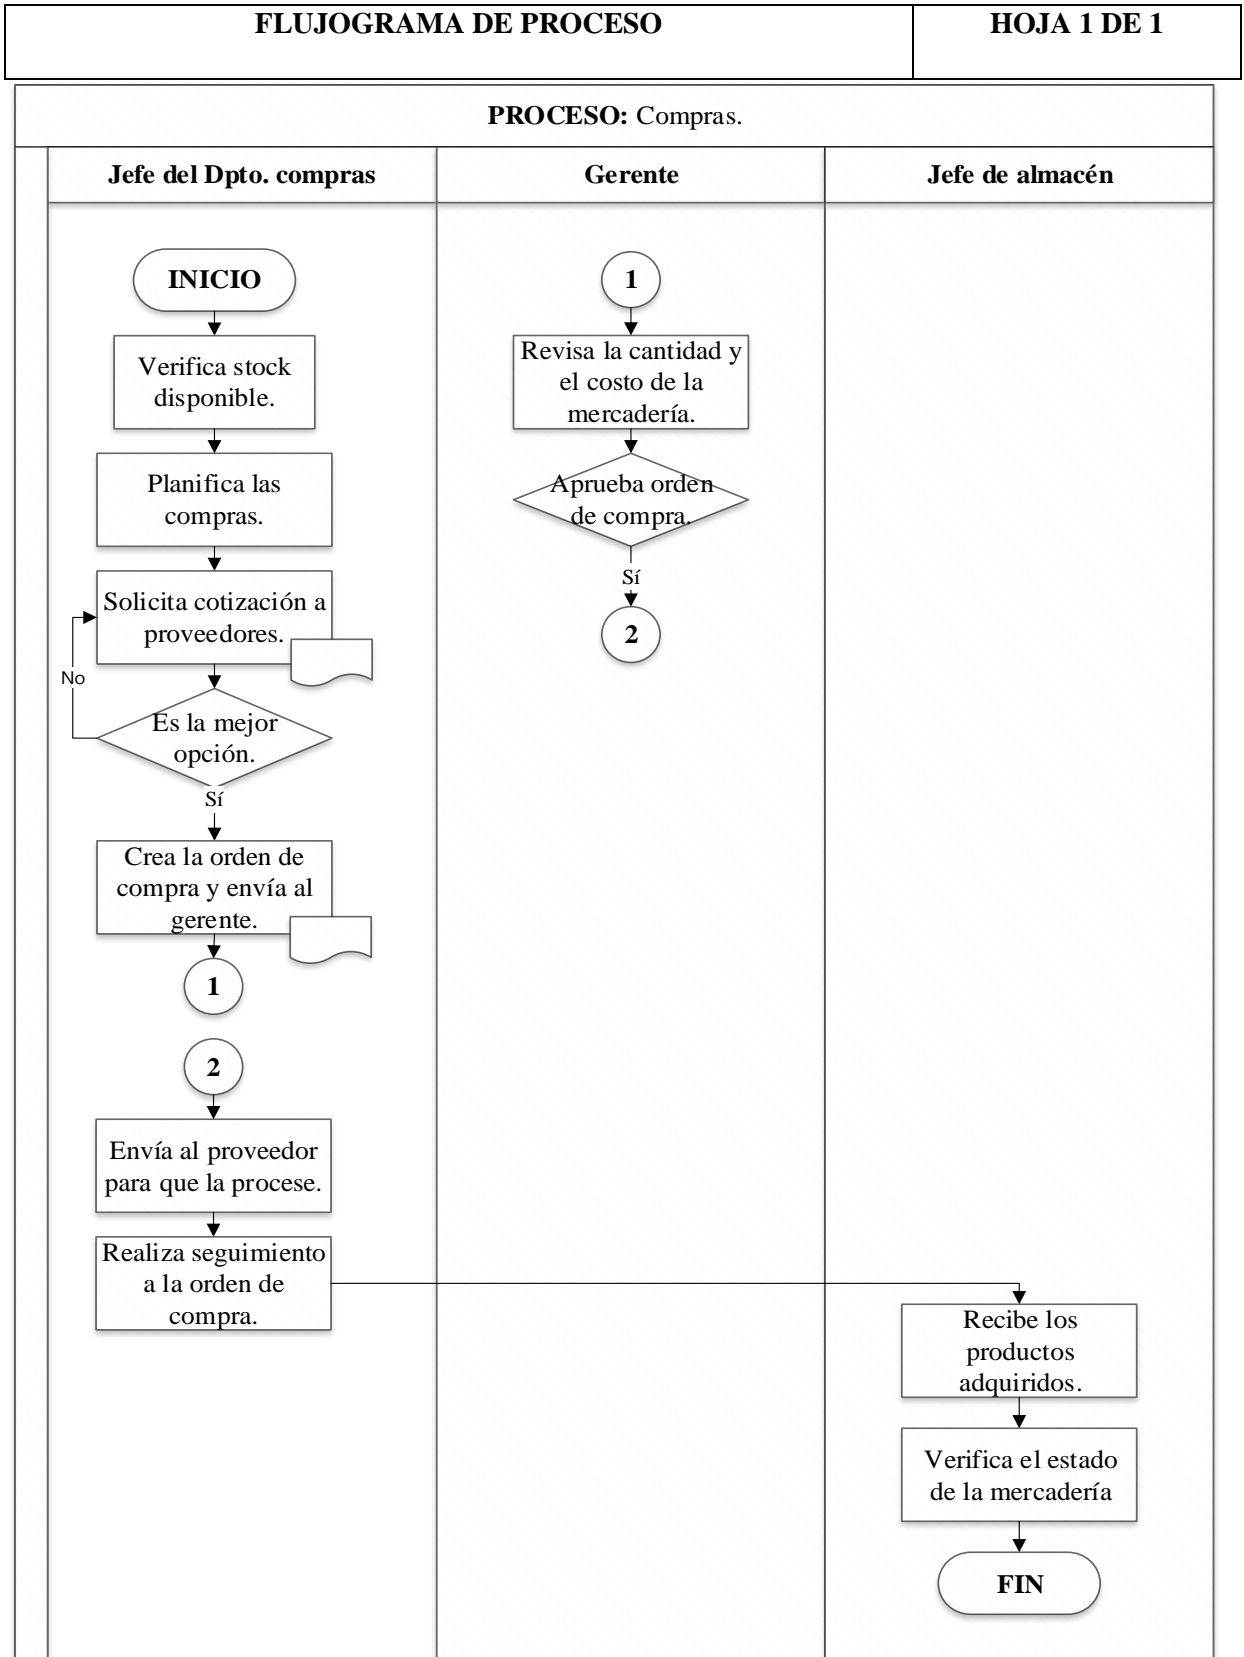 FLUJOGRAMA DE PROCESO
HOJA 1 DE 1
PROCESO: Compras.
Jefe del Dpto. compras
Gerente
Jefe de almacén
INICIO
Verifica stock
disponible.
Planifica las
compras.
Solicita cotización a
proveedores.
No
Es la mejor
opción.
Sí
Crea la orden de
compra y envía al
gerente.
1
2
Envía al proveedor
para que la procese.
Realiza seguimiento
a la orden de
compra.
1
Revisa la cantidad y
el costo de la
mercadería.
Aprueba orden
de compra.
Sí
2
Recibe los
productos
adquiridos.
Verifica el estado
de la mercadería
FIN